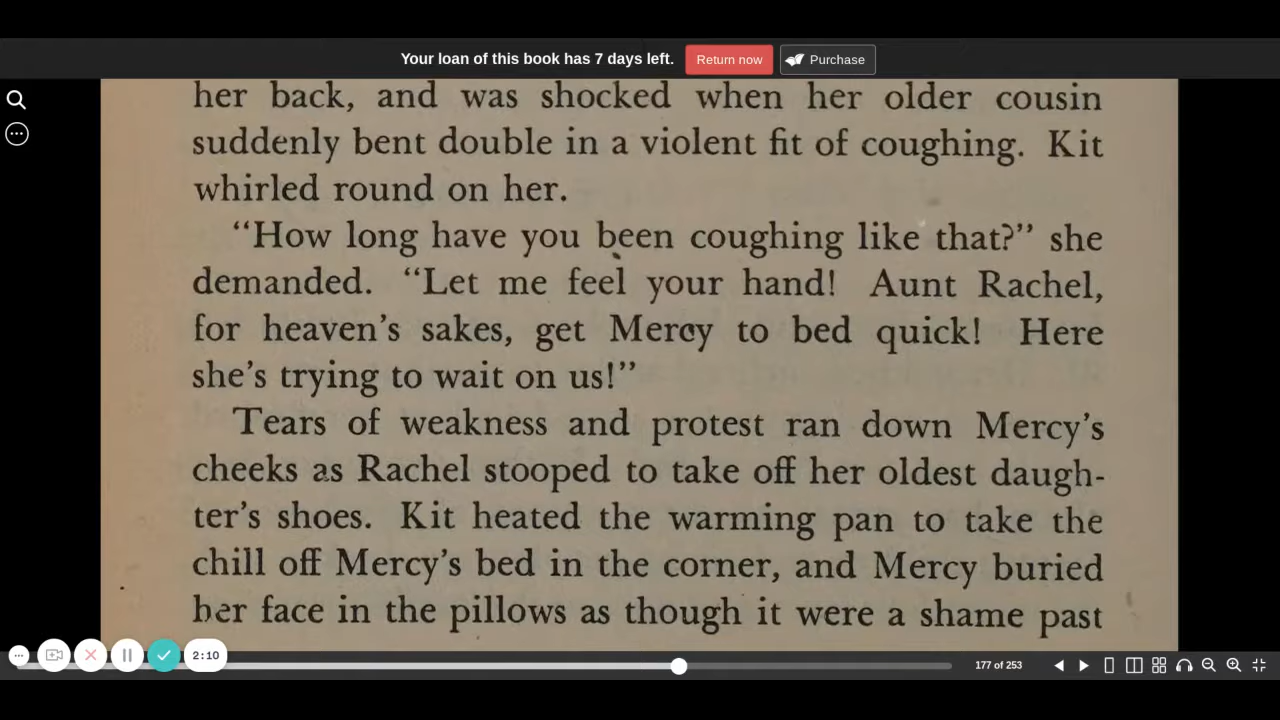 Your loan of this book has 7 days left. Return now Purchase
her back, and was shocked when her older cousin
suddenly bent double in a violent fit of coughing. Kit
whirled round on her.
“How long have you been coughing like that?” she
demanded. “Let me feel your hand! Aunt Rachel,
for heaven’s sakes, get Mercy to bed quick! Here
she’s trying to wait on us!”
Tears of weakness and protest ran down Mercy’s
cheeks as Rachel stooped to take off her oldest daugh-
ter’s shoes. Kit heated the warming pan to take the
chill off Mercy’s bed in the corner, and Mercy buried
her face in the pillows as though it were a shame past
2:10
177 of 253